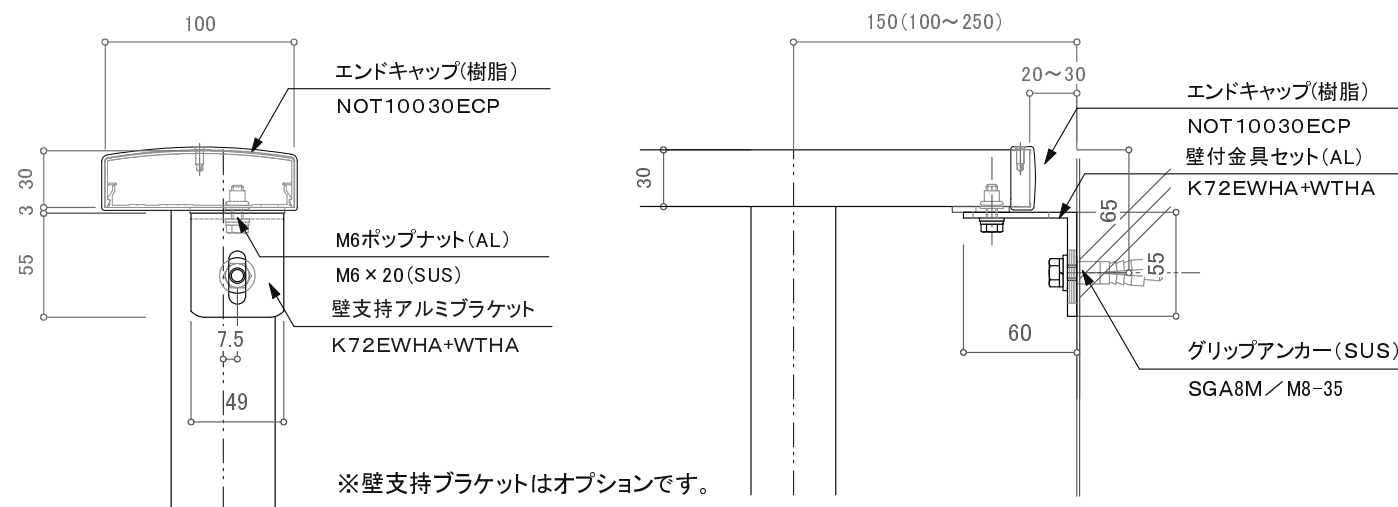 100
エンドキャップ(樹脂)
NOT10030ECP
30
3
55
M6ポップナット(AL)
M6×20(SUS)
壁支持アルミブラケット
K72EWHA+WTHA
7.5
49
※壁支持ブラケットはオプションです。
150(100～250)
20～30
エンドキャップ(樹脂)
NOT10030ECP
壁付金具セット(AL)
K72EWHA+WTHA
30
65
55
60
グリップアンカー(SUS)
SGA8M／M8-35